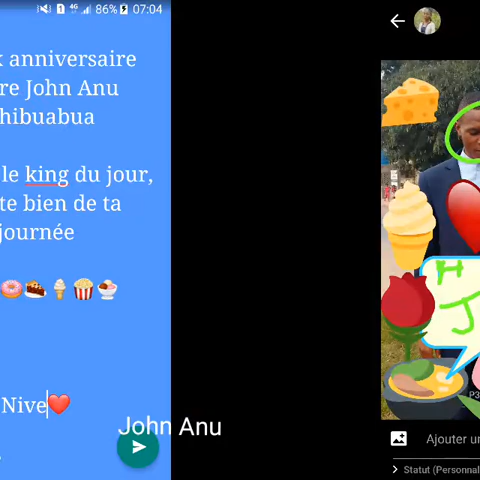 86% 07:04
anniversaire
re John Anu
hibuabua
le king du jour,
te bien de ta
journée
Nive❤️
John Anu
H
J
P3
Ajouter un
Statut (Personnal